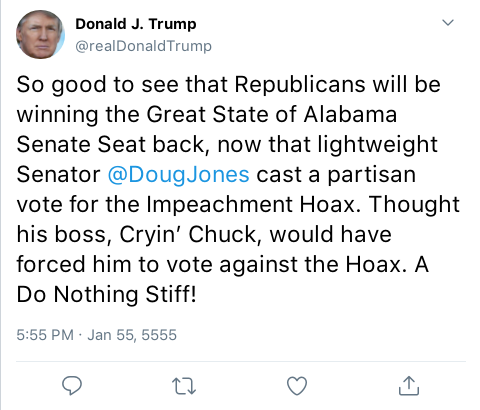 Donald J. Trump
@realDonaldTrump
So good to see that Republicans will be
winning the Great State of Alabama
Senate Seat back, now that lightweight
Senator @DougJones cast a partisan
vote for the Impeachment Hoax. Thought
his boss, Cryin’ Chuck, would have
forced him to vote against the Hoax. A
Do Nothing Stiff!
5:55 PM · Jan 55, 5555